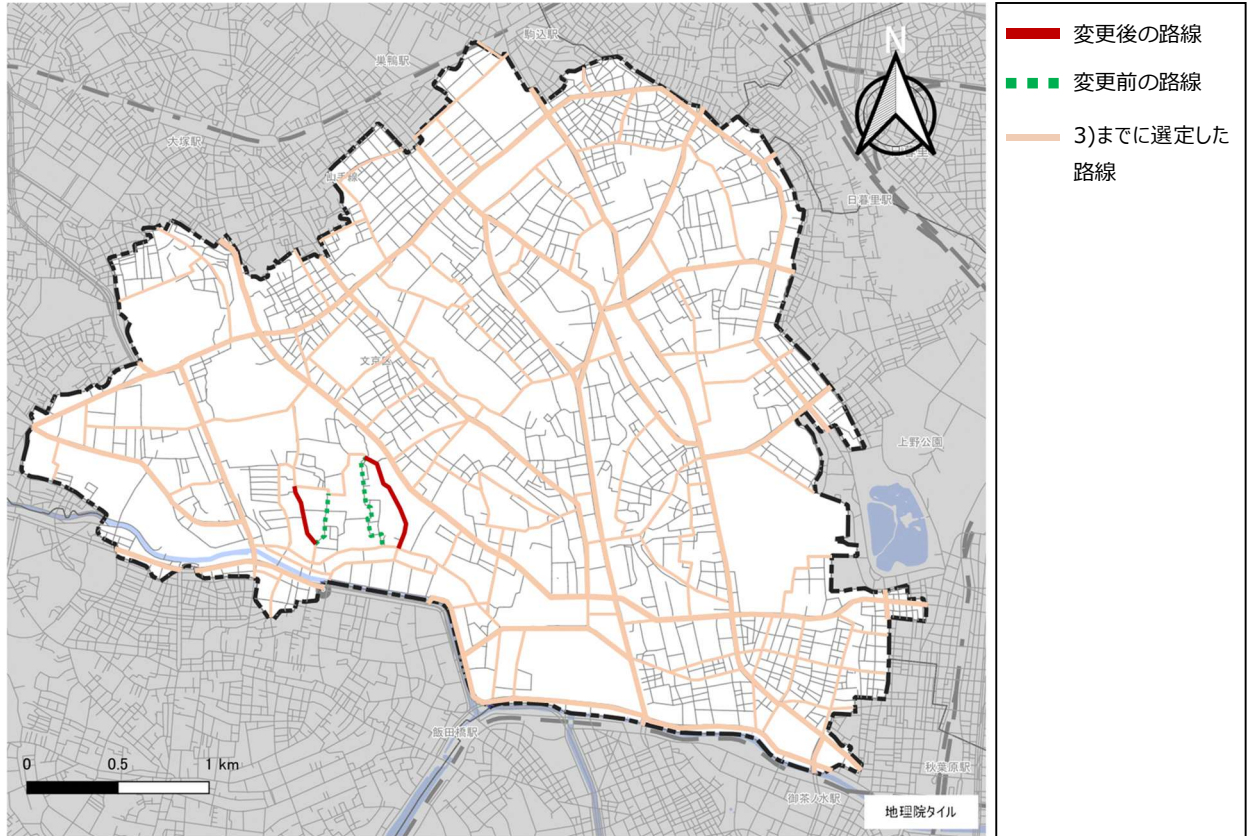 駒込駅
巣鴨駅
N
大塚駅
山手線
日暮里駅
文京区
上野公園
飯田橋駅
秋葉原駅
御茶ノ水駅
0 0.5 1 km
地理院タイル
変更後の路線
変更前の路線
3)までに選定した
路線